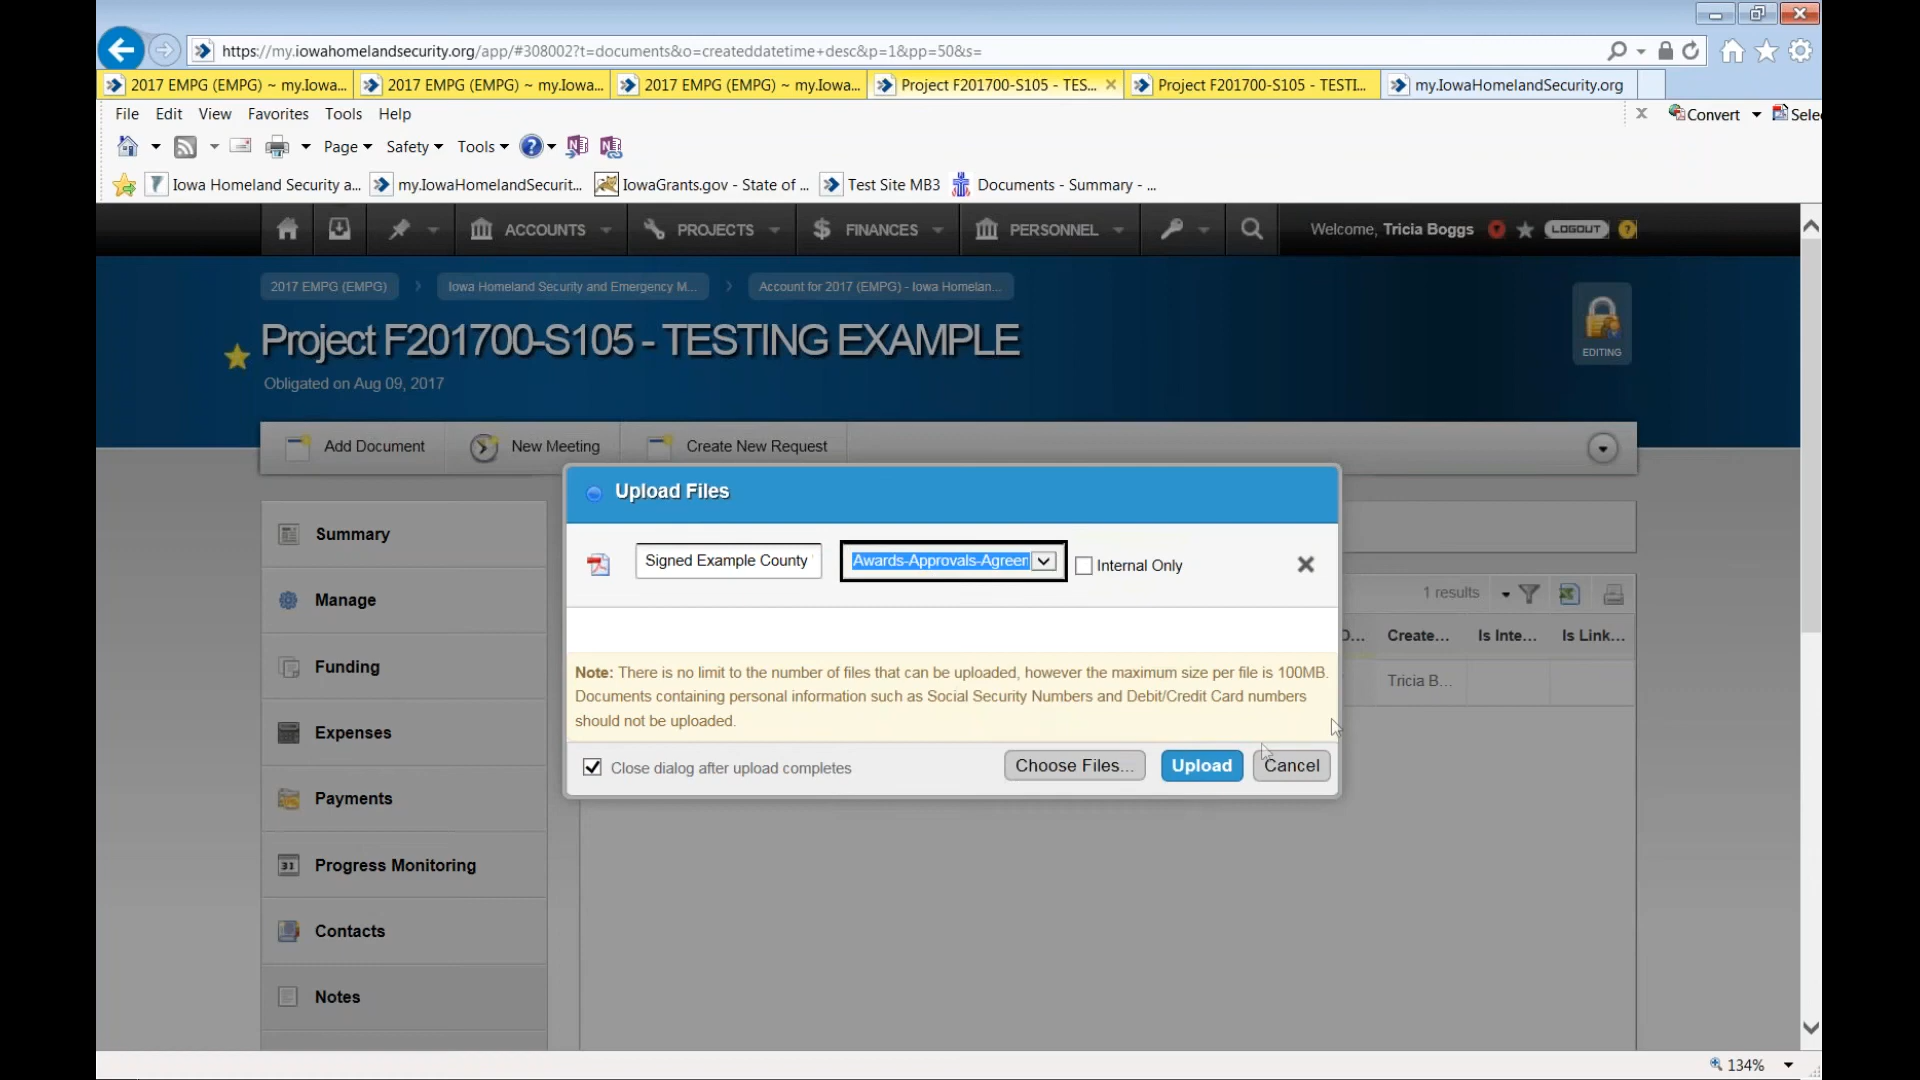 https://my.iowahomelandsecurity.org/app/#308002?t=documents&o=createddatetime+desc&p=1&pp=50&s=
2017 EMPG (EMPG) ~ my.Iowa... 2017 EMPG (EMPG) ~ my.Iowa... 2017 EMPG (EMPG) ~ my.Iowa... Project F201700-S105 - TES... Project F201700-S105 - TESTI... my.IowaHomelandSecurity.org
File Edit View Favorites Tools Help
Convert Sele
Page Safety Tools
Iowa Homeland Security a... my.IowaHomelandSecurit... IowaGrants.gov - State of ... Test Site MB3 Documents - Summary - ...
ACCOUNTS PROJECTS FINANCES PERSONNEL Welcome, Tricia Boggs LOGOUT ?
2017 EMPG (EMPG) Iowa Homeland Security and Emergency M... Account for 2017 (EMPG) - Iowa Homelan...
Project F201700-S105 - TESTING EXAMPLE
EDITING
Obligated on Aug 09, 2017
Add Document New Meeting Create New Request
Upload Files
Summary
Signed Example County Awards-Approvals-Agreem Internal Only
Manage
1 results
Create... Is Inte... Is Link...
Funding
Note: There is no limit to the number of files that can be uploaded, however the maximum size per file is 100MB.
Documents containing personal information such as Social Security Numbers and Debit/Credit Card numbers
should not be uploaded.
Tricia B...
Expenses
Close dialog after upload completes Choose Files... Upload Cancel
Payments
31 Progress Monitoring
Contacts
Notes
134%